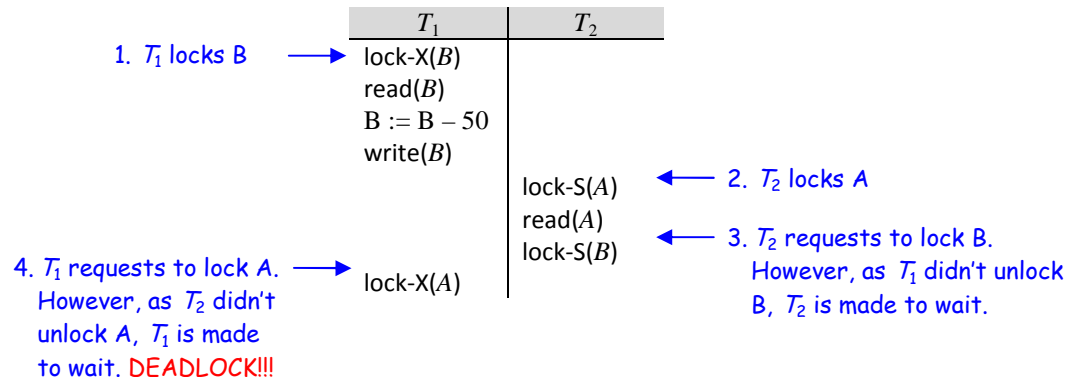 T1 T2
1. T1 locks B
lock-X(B)
read(B)
B := B – 50
write(B)
lock-S(A)
2. T2 locks A
read(A)
lock-S(B)
3. T2 requests to lock B.
However, as T1 didn't unlock
B, T2 is made to wait.
4. T1 requests to lock A.
However, as T2 didn't
unlock A, T1 is made
to wait. DEADLOCK!!!
lock-X(A)